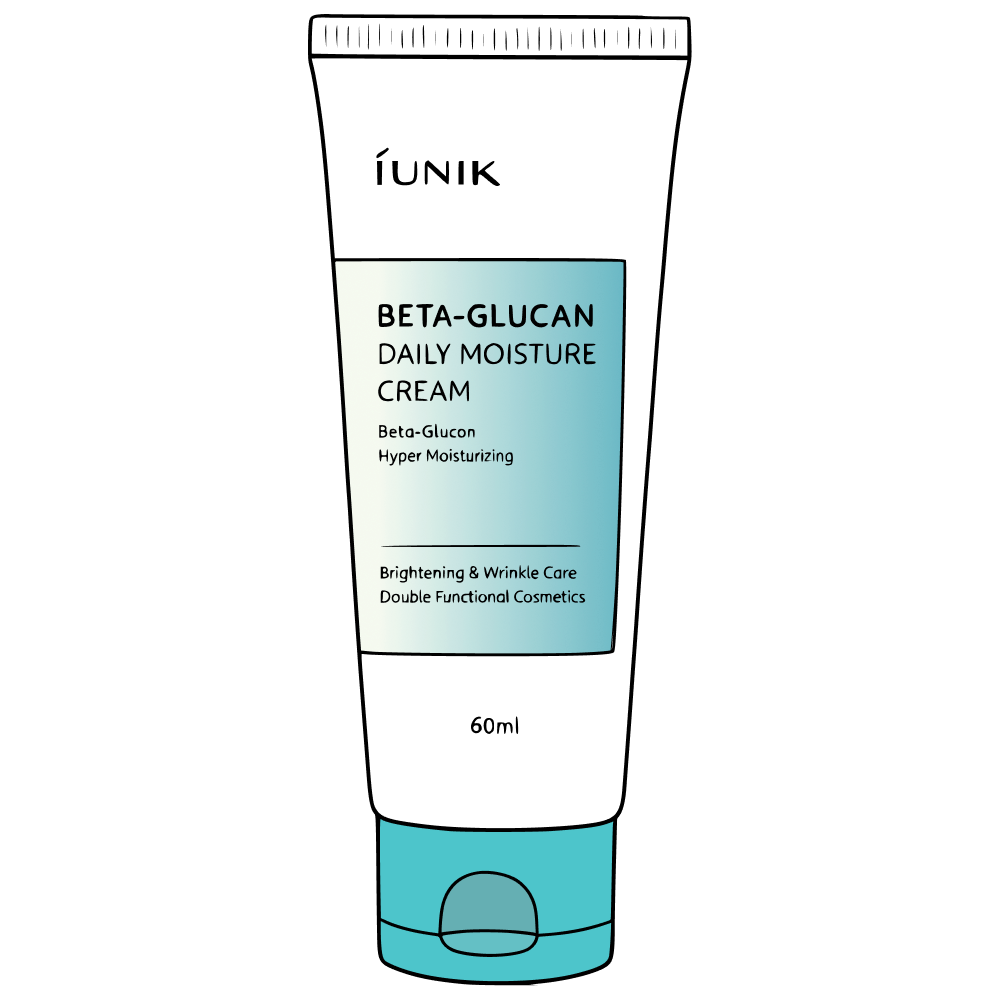 íUNIK
BETA-GLUCAN
DAILY MOISTURE
CREAM
Beta-Glucon
Hyper Moisturizing
Brightening & Wrinkle Care
Double Functional Cosmetics
60ml